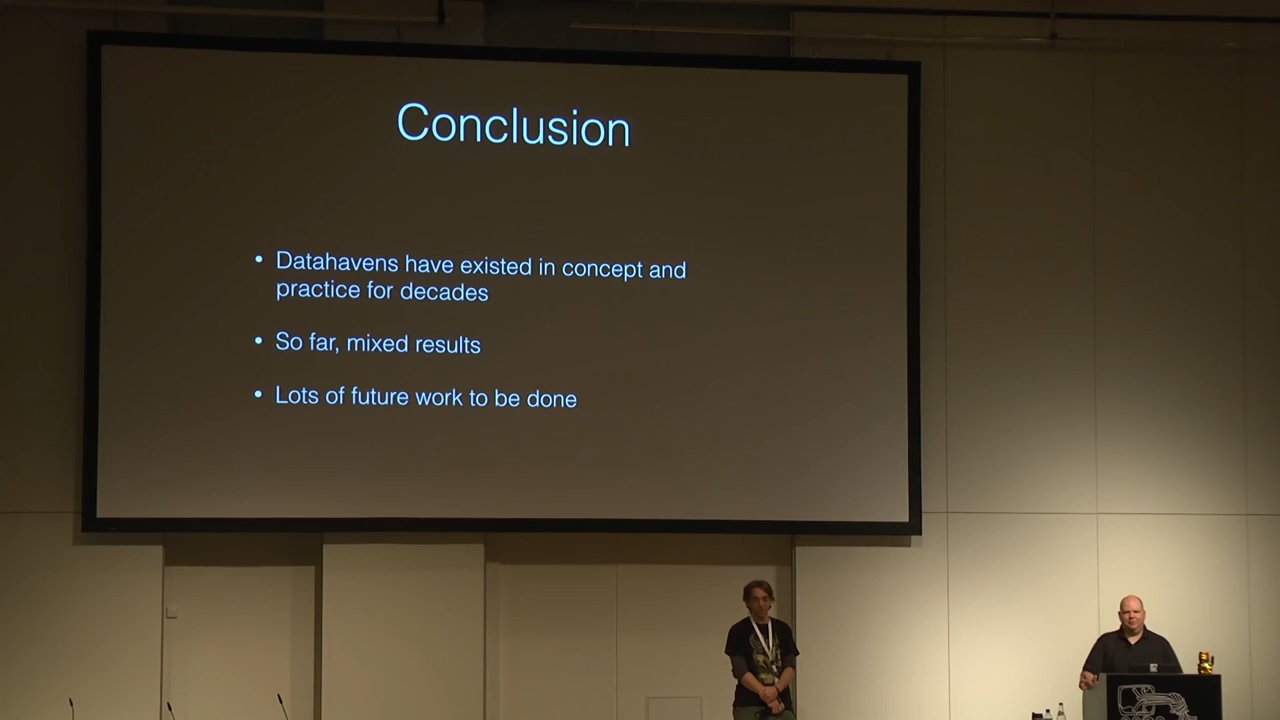 Conclusion
• Datahavens have existed in concept and
practice for decades
• So far, mixed results
• Lots of future work to be done